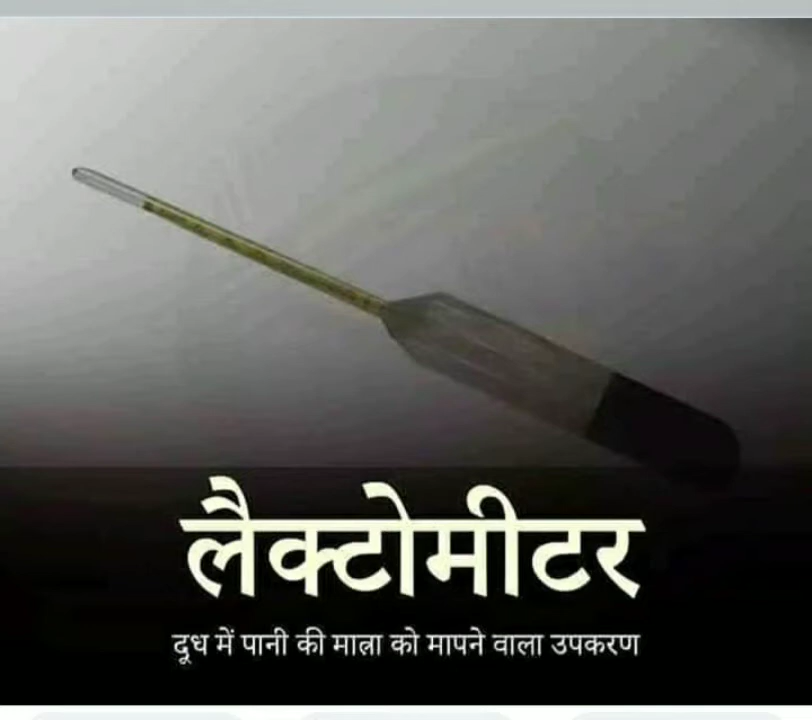 लैक्टोमीटर
दूध में पानी की मात्रा को मापने वाला उपकरण